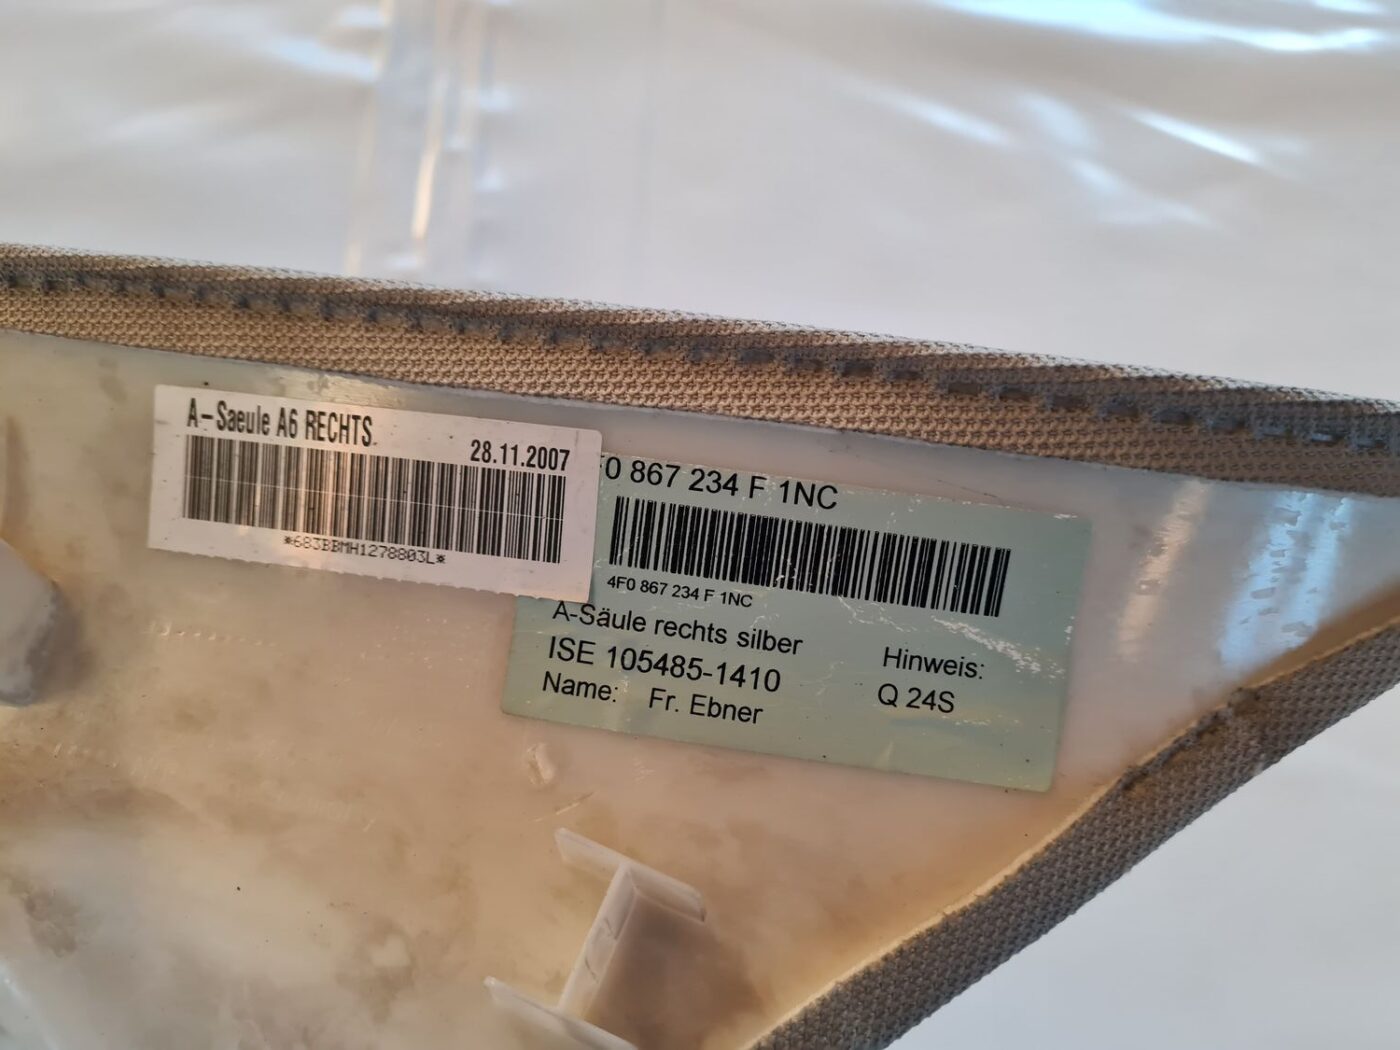 A-Saeule A6 RECHTS
28.11.2007
*683BBMH1278803L*
F0 867 234 F 1NC
4F0 867 234 F 1NC
A-Säule rechts silber
ISE 105485-1410
Name: Fr. Ebner
Hinweis:
Q 24S